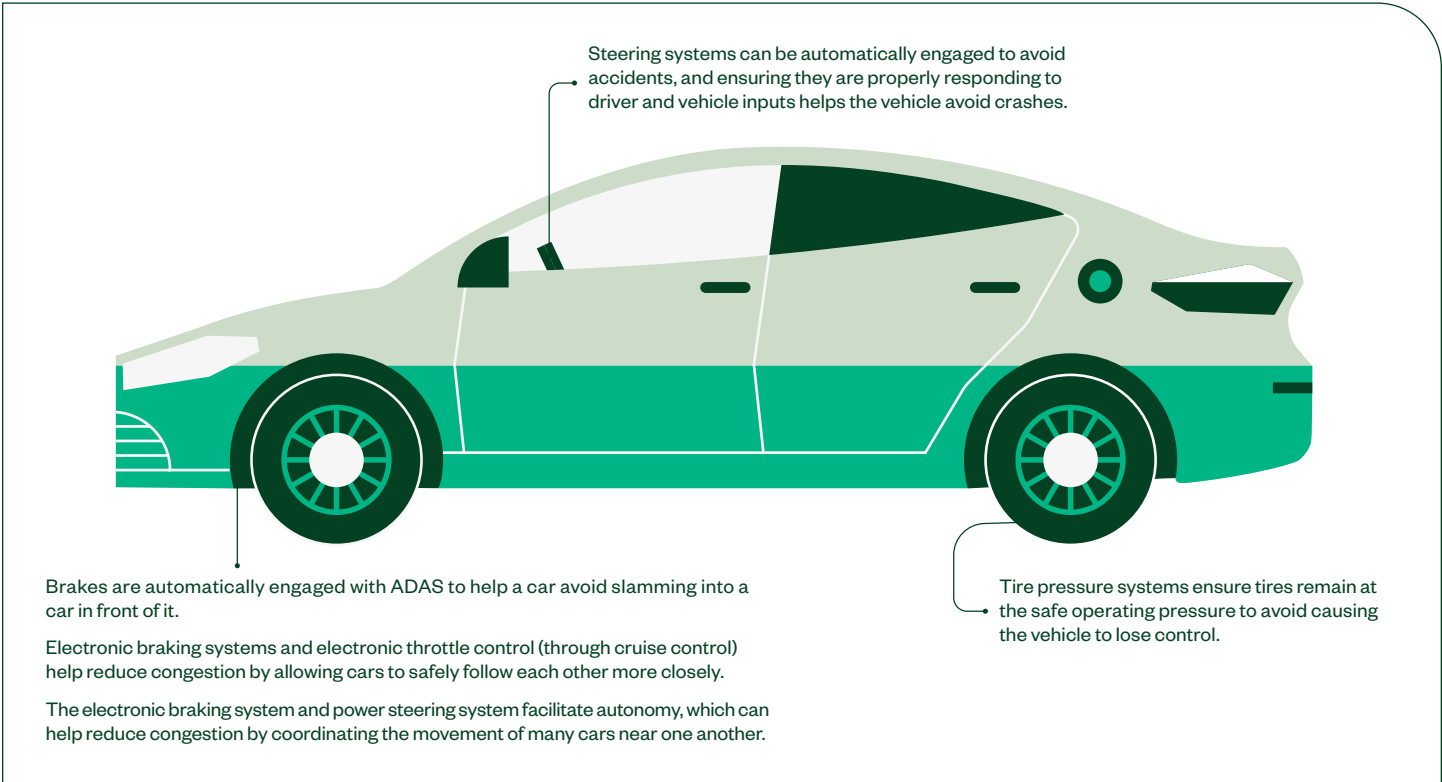 Steering systems can be automatically engaged to avoid
accidents, and ensuring they are properly responding to
driver and vehicle inputs helps the vehicle avoid crashes.
Brakes are automatically engaged with ADAS to help a car avoid slamming into a
car in front of it.
Electronic braking systems and electronic throttle control (through cruise control)
help reduce congestion by allowing cars to safely follow each other more closely.
The electronic braking system and power steering system facilitate autonomy, which can
help reduce congestion by coordinating the movement of many cars near one another.
Tire pressure systems ensure tires remain at
the safe operating pressure to avoid causing
the vehicle to lose control.